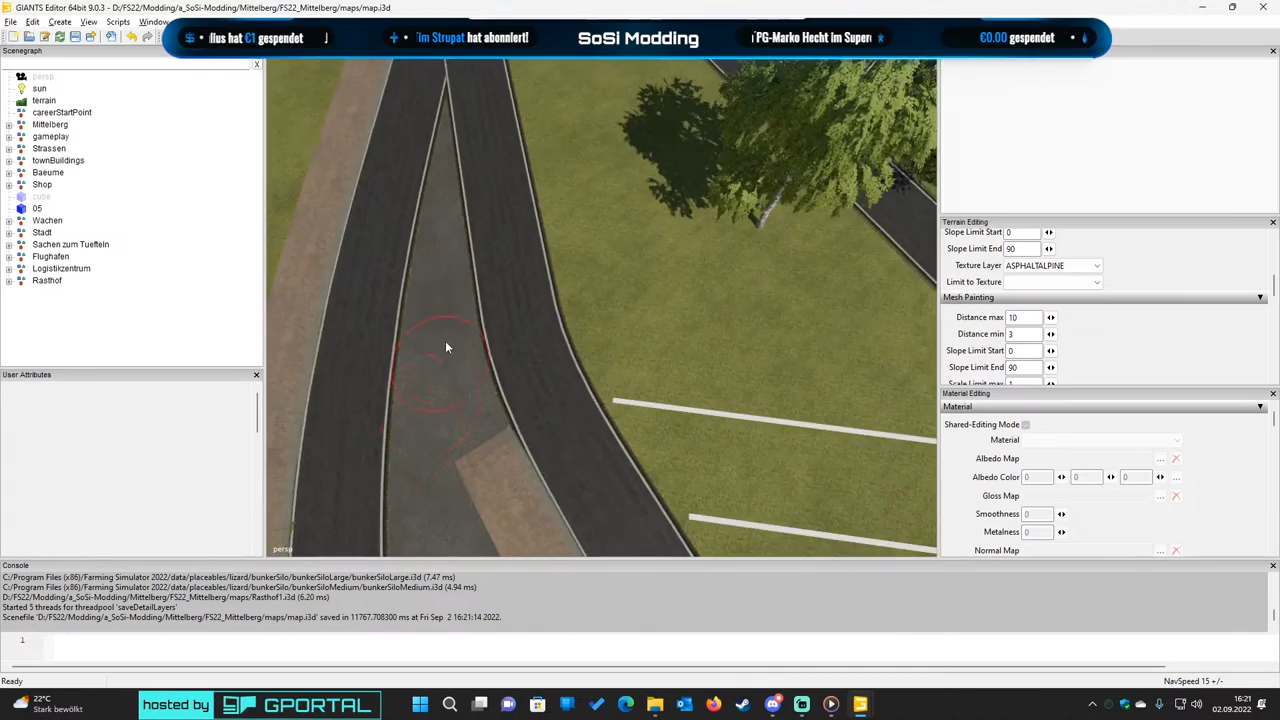 GIANTS Editor 64bit v9.0.3 - D:/FS22/Modding/a_SoSi-Modding/Mittelberg/FS22_Mittelberg/maps/map.i3d
File Edit Create View Scripts Window
llus hat €1 gespendet
Tim Strupat hat abonniert!
SoSi Modding
PG-Marko Hecht im Super
€0.00 gespendet
Scenegraph
X
persp
sun
terrain
careerStartPoint
Mittelberg
gameplay
Strassen
townBuildings
Baeume
Shop
cube
05
Wachen
Stadt
Sachen zum Tuefteln
Flughafen
Logistikzentrum
Rasthof
User Attributes
persp
Terrain Editing
Slope Limit Start 0
Slope Limit End 90
Texture Layer ASPHALTALPINE
Limit to Texture
Mesh Painting
Distance max 10
Distance min 3
Slope Limit Start 0
Slope Limit End 90
Scale Limit max 1
Material Editing
Material
Shared-Editing Mode
Material
Albedo Map ...
Albedo Color 0 0 0 ...
Gloss Map ...
Smoothness 0
Metalness 0
Normal Map ...
Console
C:/Program Files (x86)/Farming Simulator 2022/data/placeables/lizard/bunkerSilo/bunkerSiloLarge/bunkerSiloLarge.i3d (7.47 ms)
C:/Program Files (x86)/Farming Simulator 2022/data/placeables/lizard/bunkerSilo/bunkerSiloMedium/bunkerSiloMedium.i3d (4.94 ms)
D:/FS22/Modding/a_SoSi-Modding/Mittelberg/FS22_Mittelberg/maps/Rasthof1.i3d (6.20 ms)
Started 5 threads for threadpool 'saveDetailLayers'
Scenefile 'D:/FS22/Modding/a_SoSi-Modding/Mittelberg/FS22_Mittelberg/maps/map.i3d' saved in 11767.708300 ms at Fri Sep 2 16:21:14 2022.
1
Ready
NavSpeed 15 +/-
22°C
Stark bewölkt
hosted by GPORTAL
16:21
02.09.2022